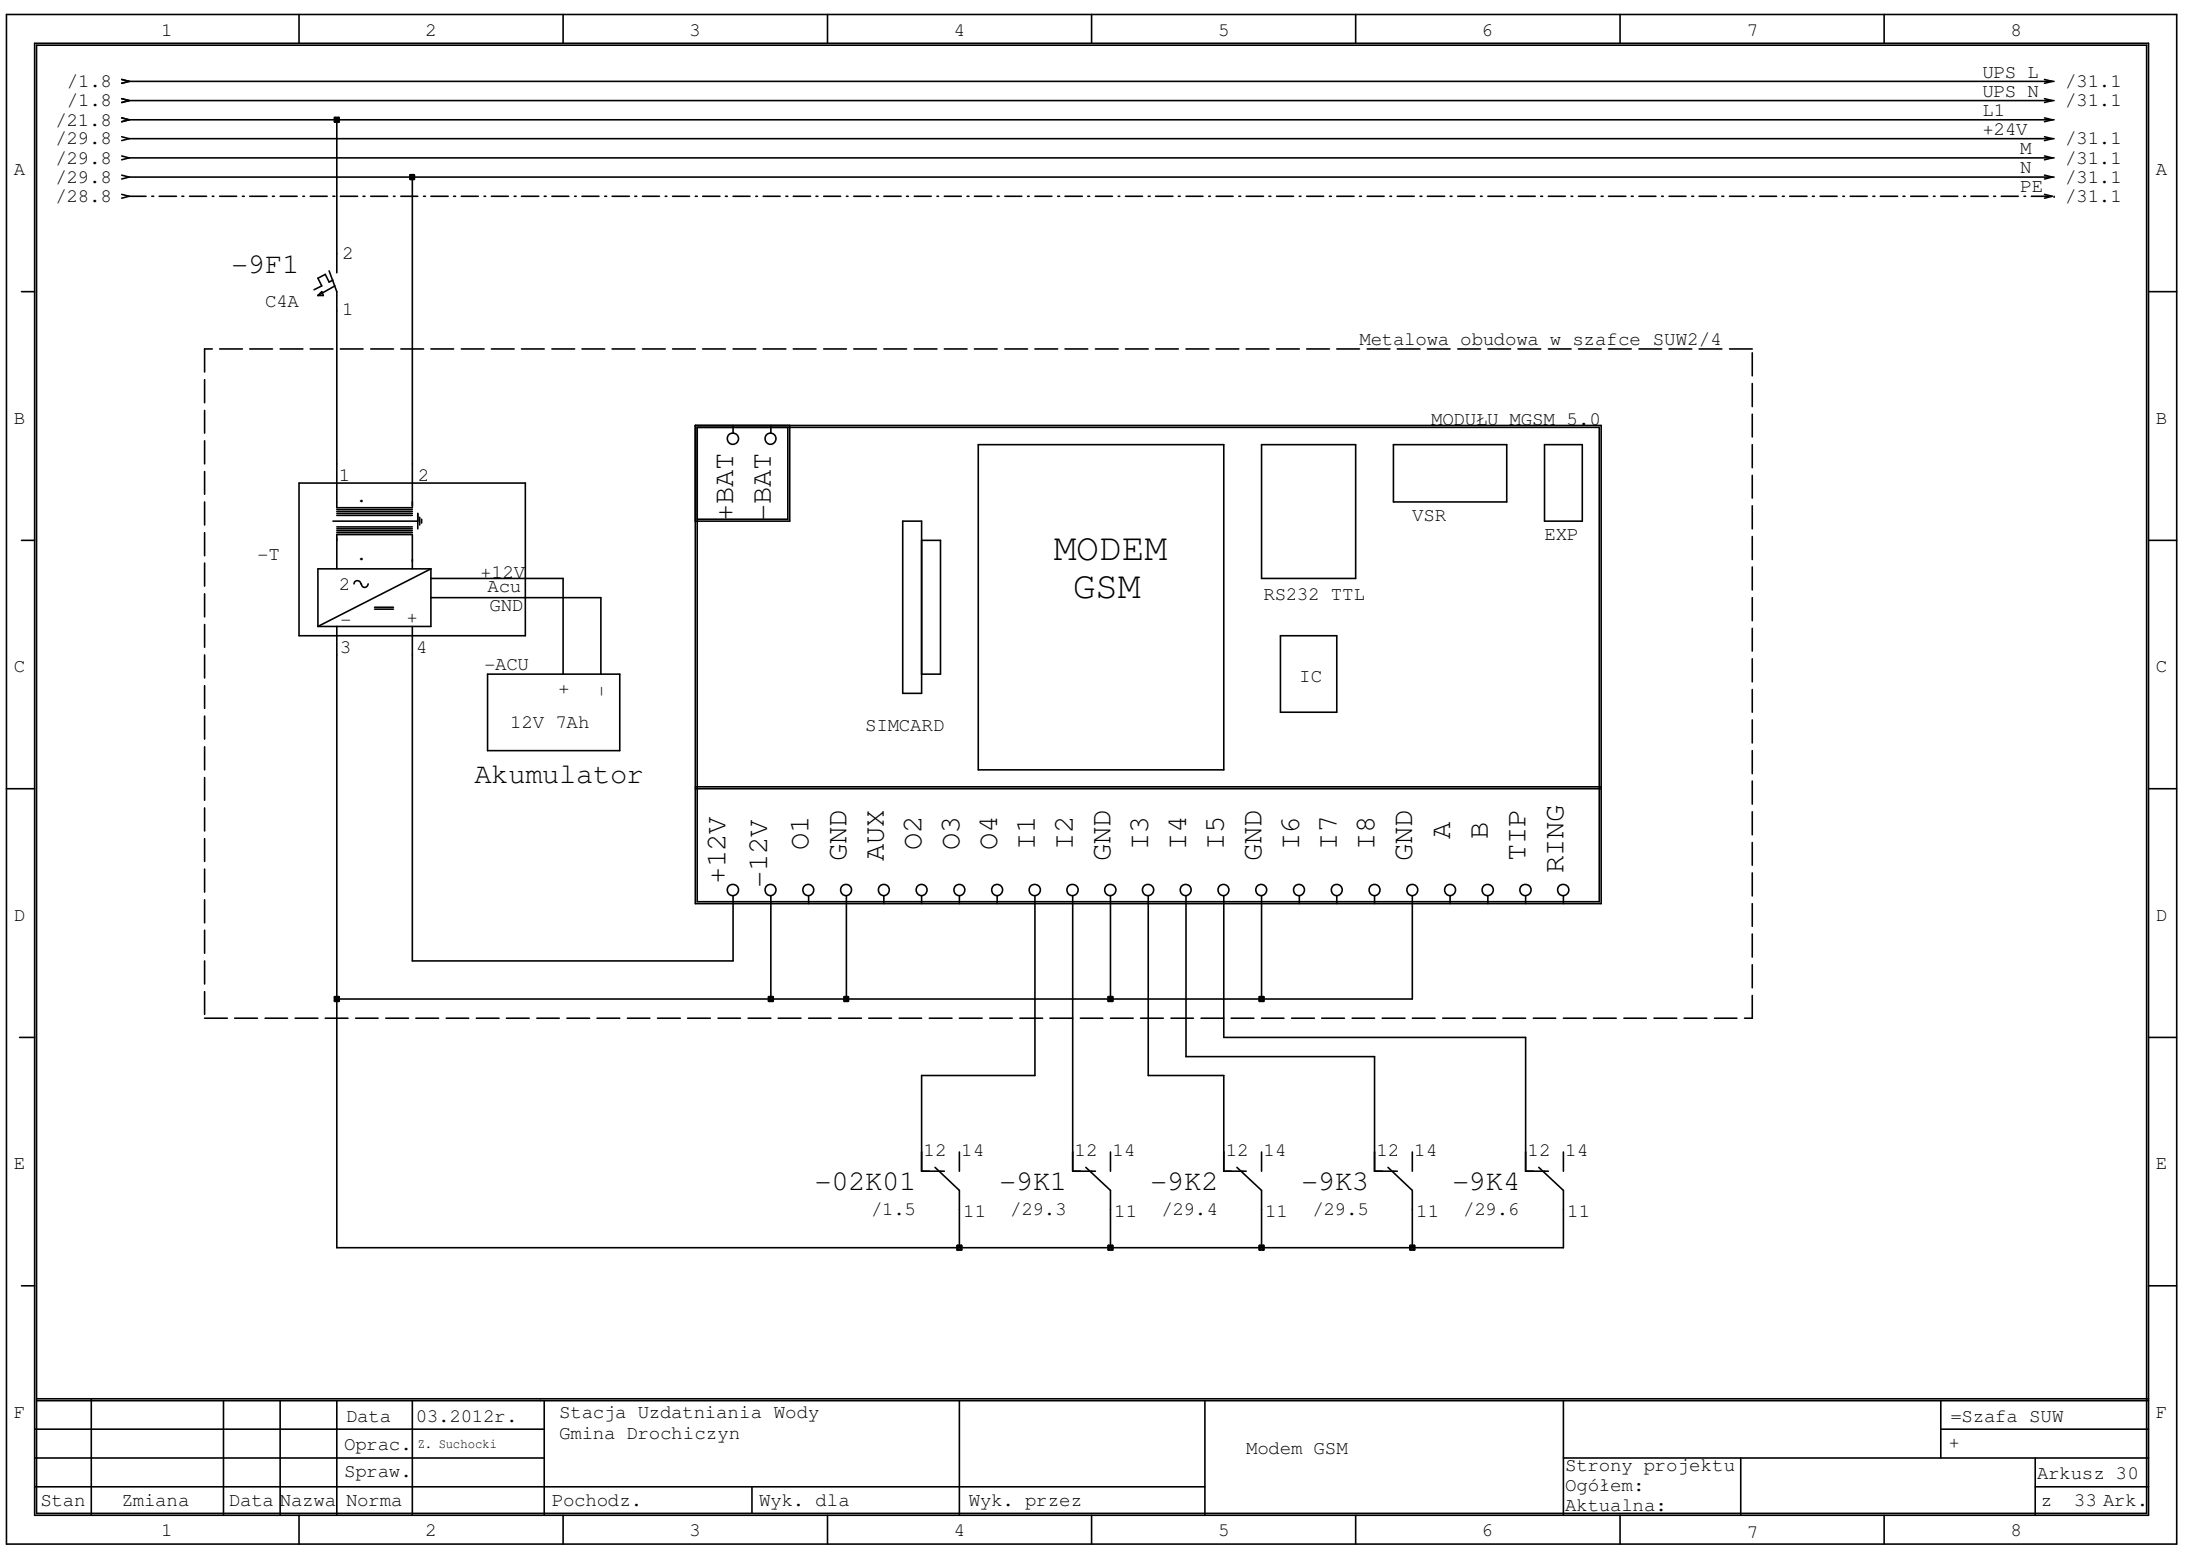 1 2 3 4 5 6 7 8
/1.8 UPS L /31.1
/1.8 UPS N /31.1
/21.8 L1
/29.8 +24V /31.1
/29.8 M /31.1
/29.8 N /31.1
/28.8 PE /31.1
A A
2
-9F1
C4A
1
Metalowa obudowa w szafce SUW2/4
B B
MODUŁU MGSM 5.0
+BAT -BAT
1 2
VSR
EXP
-T
MODEM
GSM
2 +12V
Acu
GND
RS232 TTL
- +
3 4
C C
-ACU
+ -
12V 7Ah
IC
SIMCARD
Akumulator
+12V -12V O1 GND AUX O2 O3 O4 I1 I2 GND I3 I4 I5 GND I6 I7 I8 GND A B TIP RING
D D
12 14 12 14 12 14 12 14 12 14
E E
-02K01 -9K1 -9K2 -9K3 -9K4
/1.5 11 /29.3 11 /29.4 11 /29.5 11 /29.6 11
F F
Data 03.2012r.
Oprac. Z. Suchocki
Spraw.
Stan Zmiana Data Nazwa Norma
Stacja Uzdatniania Wody
Gmina Drochiczyn
Pochodz. Wyk. dla Wyk. przez
Modem GSM
Strony projektu
Ogółem:
Aktualna:
=Szafa SUW
+
Arkusz 30
z 33 Ark.
1 2 3 4 5 6 7 8